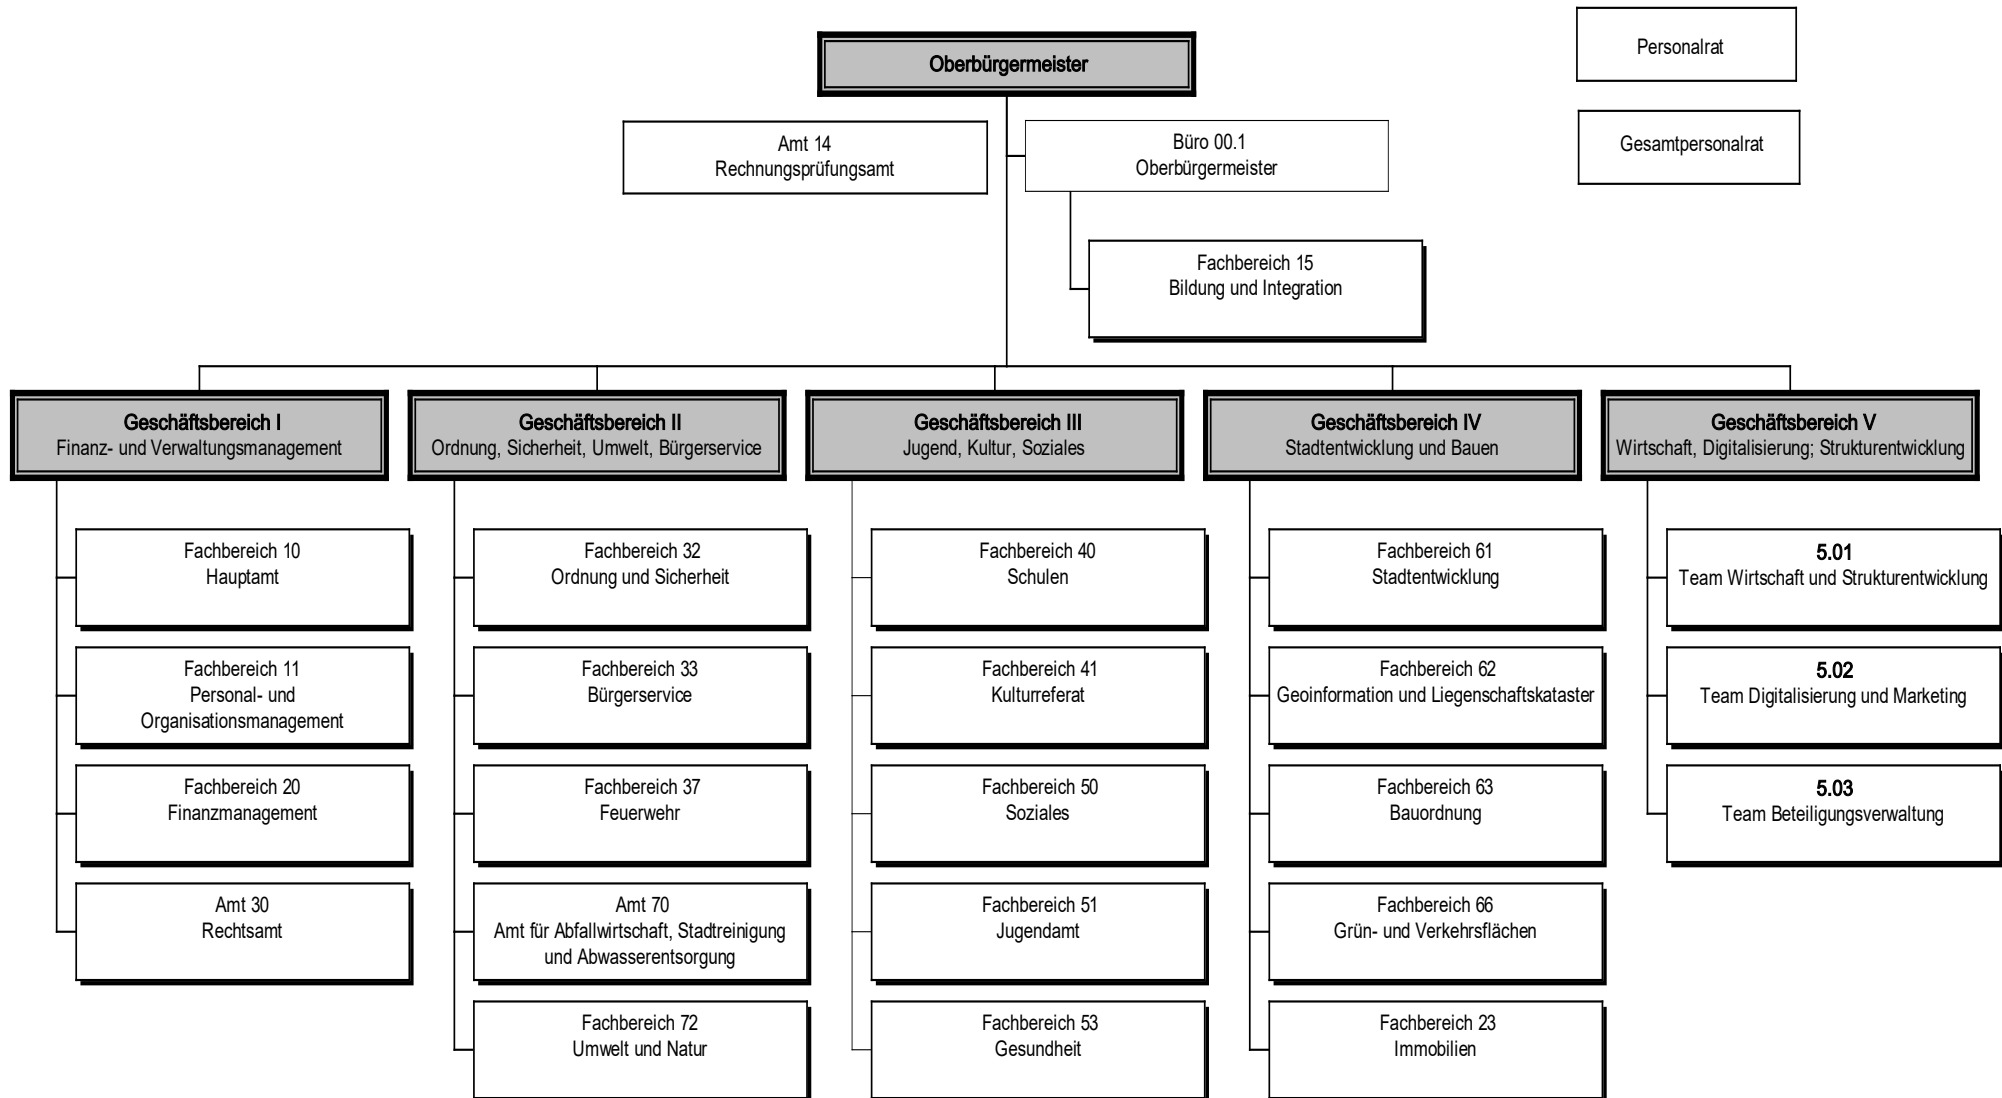 Personalrat
Oberbürgermeister
Gesamtpersonalrat
Amt 14
Rechnungsprüfungsamt
Büro 00.1
Oberbürgermeister
Fachbereich 15
Bildung und Integration
Geschäftsbereich I
Finanz- und Verwaltungsmanagement
Fachbereich 10
Hauptamt
Fachbereich 11
Personal- und
Organisationsmanagement
Fachbereich 20
Finanzmanagement
Amt 30
Rechtsamt
Geschäftsbereich II
Ordnung, Sicherheit, Umwelt, Bürgerservice
Fachbereich 32
Ordnung und Sicherheit
Fachbereich 33
Bürgerservice
Fachbereich 37
Feuerwehr
Amt 70
Amt für Abfallwirtschaft, Stadtreinigung
und Abwasserentsorgung
Fachbereich 72
Umwelt und Natur
Geschäftsbereich III
Jugend, Kultur, Soziales
Fachbereich 40
Schulen
Fachbereich 41
Kulturreferat
Fachbereich 50
Soziales
Fachbereich 51
Jugendamt
Fachbereich 53
Gesundheit
Geschäftsbereich IV
Stadtentwicklung und Bauen
Fachbereich 61
Stadtentwicklung
Fachbereich 62
Geoinformation und Liegenschaftskataster
Fachbereich 63
Bauordnung
Fachbereich 66
Grün- und Verkehrsflächen
Fachbereich 23
Immobilien
Geschäftsbereich V
Wirtschaft, Digitalisierung; Strukturentwicklung
5.01
Team Wirtschaft und Strukturentwicklung
5.02
Team Digitalisierung und Marketing
5.03
Team Beteiligungsverwaltung